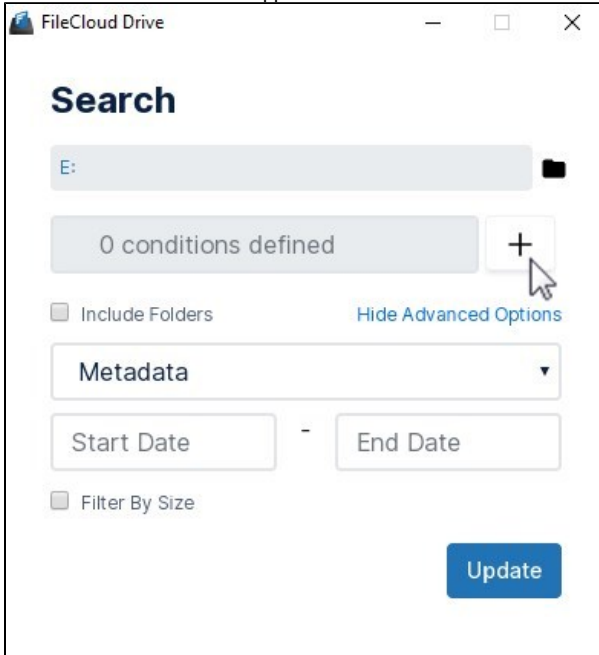 FileCloud Drive
Search
E:
0 conditions defined
Include Folders Hide Advanced Options
Metadata
Start Date - End Date
Filter By Size
Update